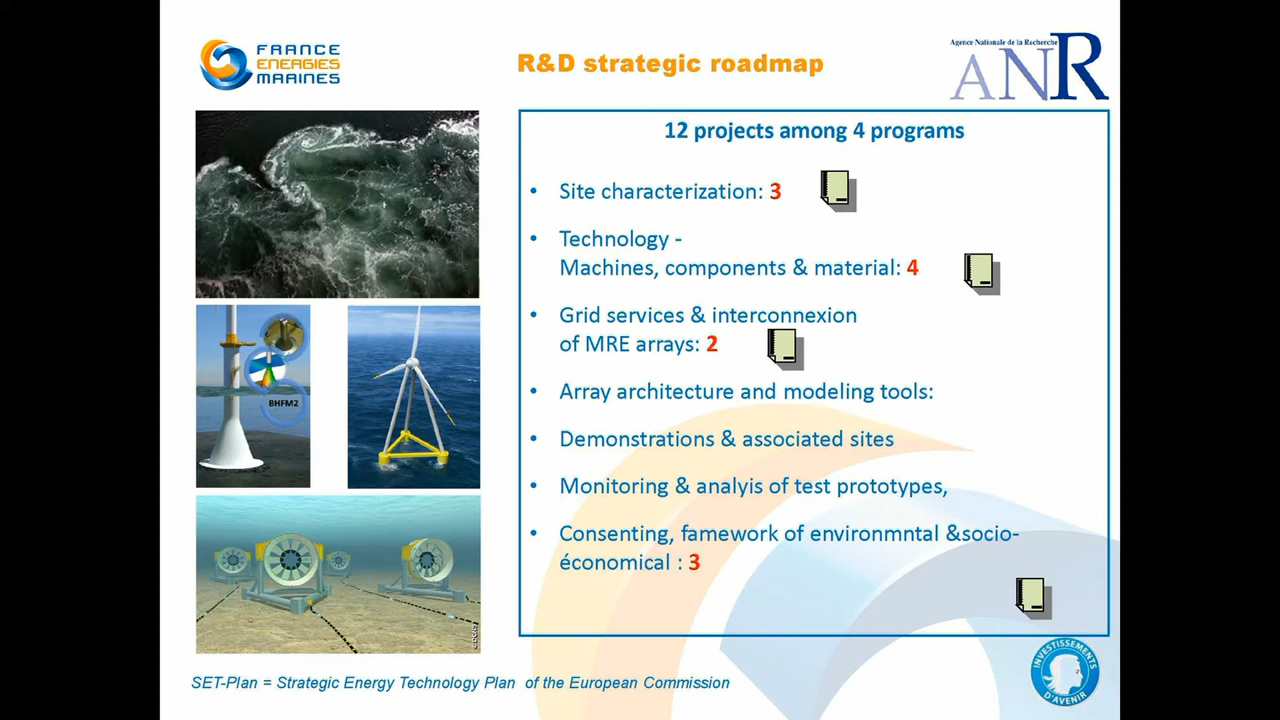 FRANCE
ENERGIES
MARINES
R&D strategic roadmap
Agence Nationale de la Recherche
ANR
12 projects among 4 programs
• Site characterization: 3
• Technology -
Machines, components & material: 4
• Grid services & interconnexion
of MRE arrays: 2
• Array architecture and modeling tools:
• Demonstrations & associated sites
• Monitoring & analyis of test prototypes,
• Consenting, famework of environmntal &socio-
économical : 3
BHFM2
INVESTISSEMENTS
D'AVENIR
SET-Plan = Strategic Energy Technology Plan of the European Commission